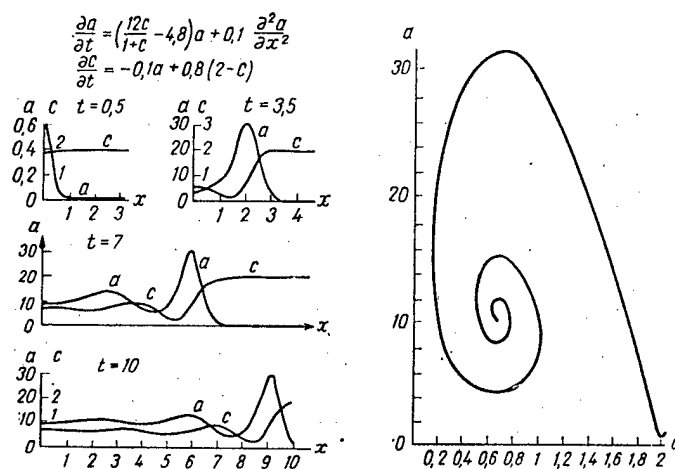 ∂a/∂t = (12c/1+c − 4,8)a + 0,1 ∂²a/∂x²
∂c/∂t = −0,1a + 0,8(2−c)
a c t = 0,5
0,6
0,4
0,2
0
2
1
c
a
1 2 3 x
a c t = 3,5
30 3
20 2
10 1
0
a
c
1 2 3 4 x
a
t = 7
30
20
10
0
a
c
a
c
x
a c
t = 10
30
20 2
10 1
0
a
c
1 2 3 4 5 6 7 8 9 10 x
a
30
20
10
0
0,2 0,4 0,6 0,8 1 1,2 1,4 1,6 1,8 2